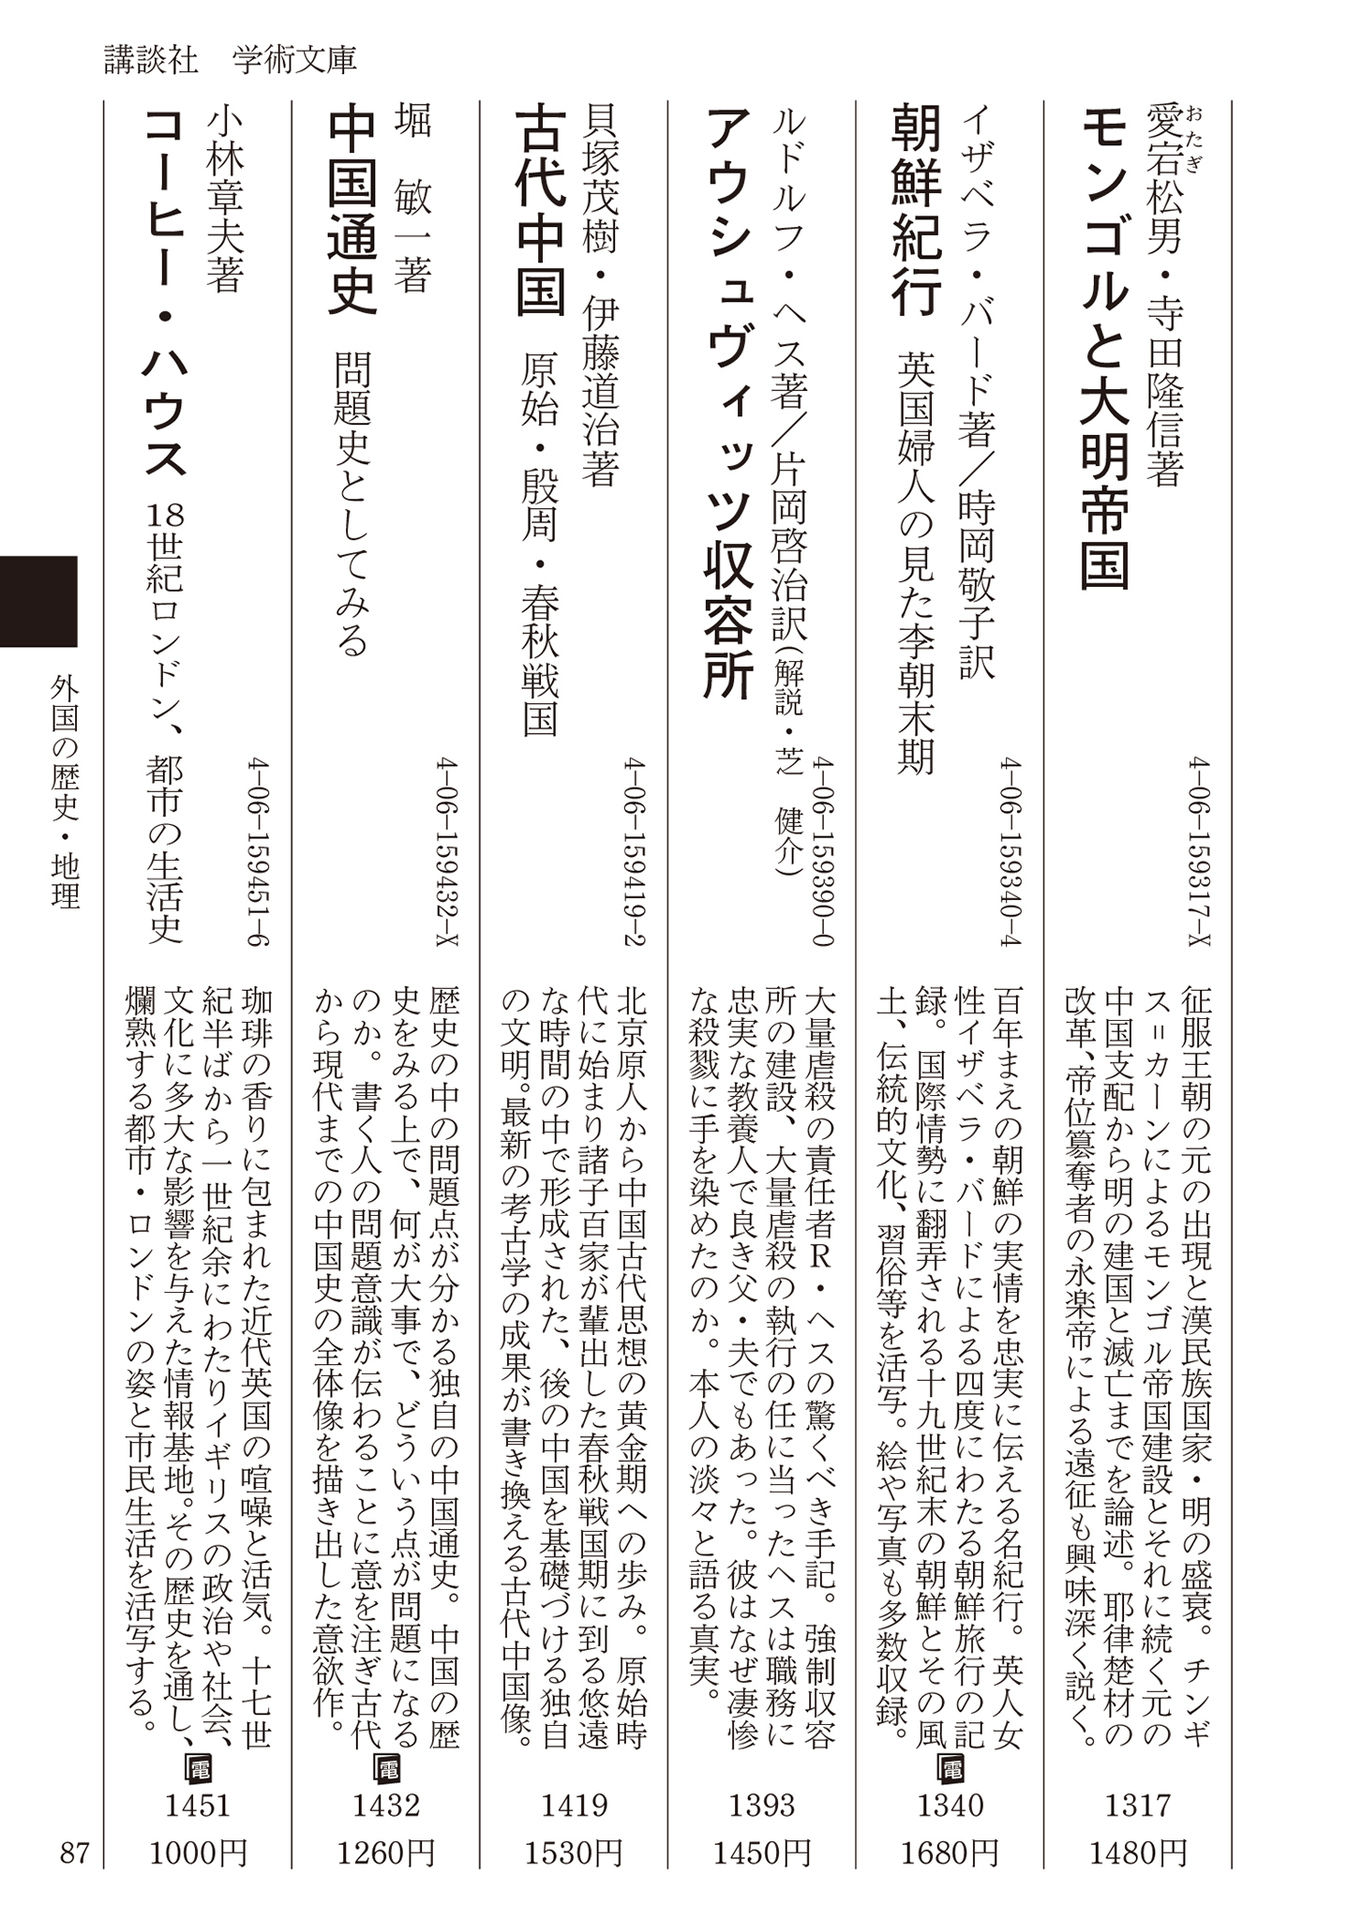 講談社　学術文庫
愛宕松男・寺田隆信著
おたぎ
モンゴルと大明帝国
4-06-159317-X
征服王朝の元の出現と漢民族国家・明の盛衰。チンギ
ス＝カーンによるモンゴル帝国建設とそれに続く元の
中国支配から明の建国と滅亡までを論述。耶律楚材の
改革、帝位簒奪者の永楽帝による遠征も興味深く説く。
1317
1480円
イザベラ・バード著／時岡敬子訳
朝鮮紀行　英国婦人の見た李朝末期
4-06-159340-4
百年まえの朝鮮の実情を忠実に伝える名紀行。英人女
性イザベラ・バードによる四度にわたる朝鮮旅行の記
録。国際情勢に翻弄される十九世紀末の朝鮮とその風
土、伝統的文化、習俗等を活写。絵や写真も多数収録。
電
1340
1680円
ルドルフ・ヘス著／片岡啓治訳（解説・芝　健介）
アウシュヴィッツ収容所
4-06-159390-0
大量虐殺の責任者R・ヘスの驚くべき手記。強制収容
所の建設、大量虐殺の執行の任に当ったヘスは職務に
忠実な教養人で良き父・夫でもあった。彼はなぜ凄惨
な殺戮に手を染めたのか。本人の淡々と語る真実。
1393
1450円
貝塚茂樹・伊藤道治著
古代中国　原始・殷周・春秋戦国
4-06-159419-2
北京原人から中国古代思想の黄金期への歩み。原始時
代に始まり諸子百家が輩出した春秋戦国期に到る悠遠
な時間の中で形成された、後の中国を基礎づける独自
の文明。最新の考古学の成果が書き換える古代中国像。
1419
1530円
堀　敏一著
中国通史　問題史としてみる
4-06-159432-X
歴史の中の問題点が分かる独自の中国通史。中国の歴
史をみる上で、何が大事で、どういう点が問題になる
のか。書く人の問題意識が伝わることに意を注ぎ古代
から現代までの中国史の全体像を描き出した意欲作。
電
1432
1260円
小林章夫著
コーヒー・ハウス　18世紀ロンドン、都市の生活史
4-06-159451-6
珈琲の香りに包まれた近代英国の喧噪と活気。十七世
紀半ばから一世紀余にわたりイギリスの政治や社会、
文化に多大な影響を与えた情報基地。その歴史を通し、
爛熟する都市・ロンドンの姿と市民生活を活写する。
電
1451
1000円
外国の歴史・地理
87